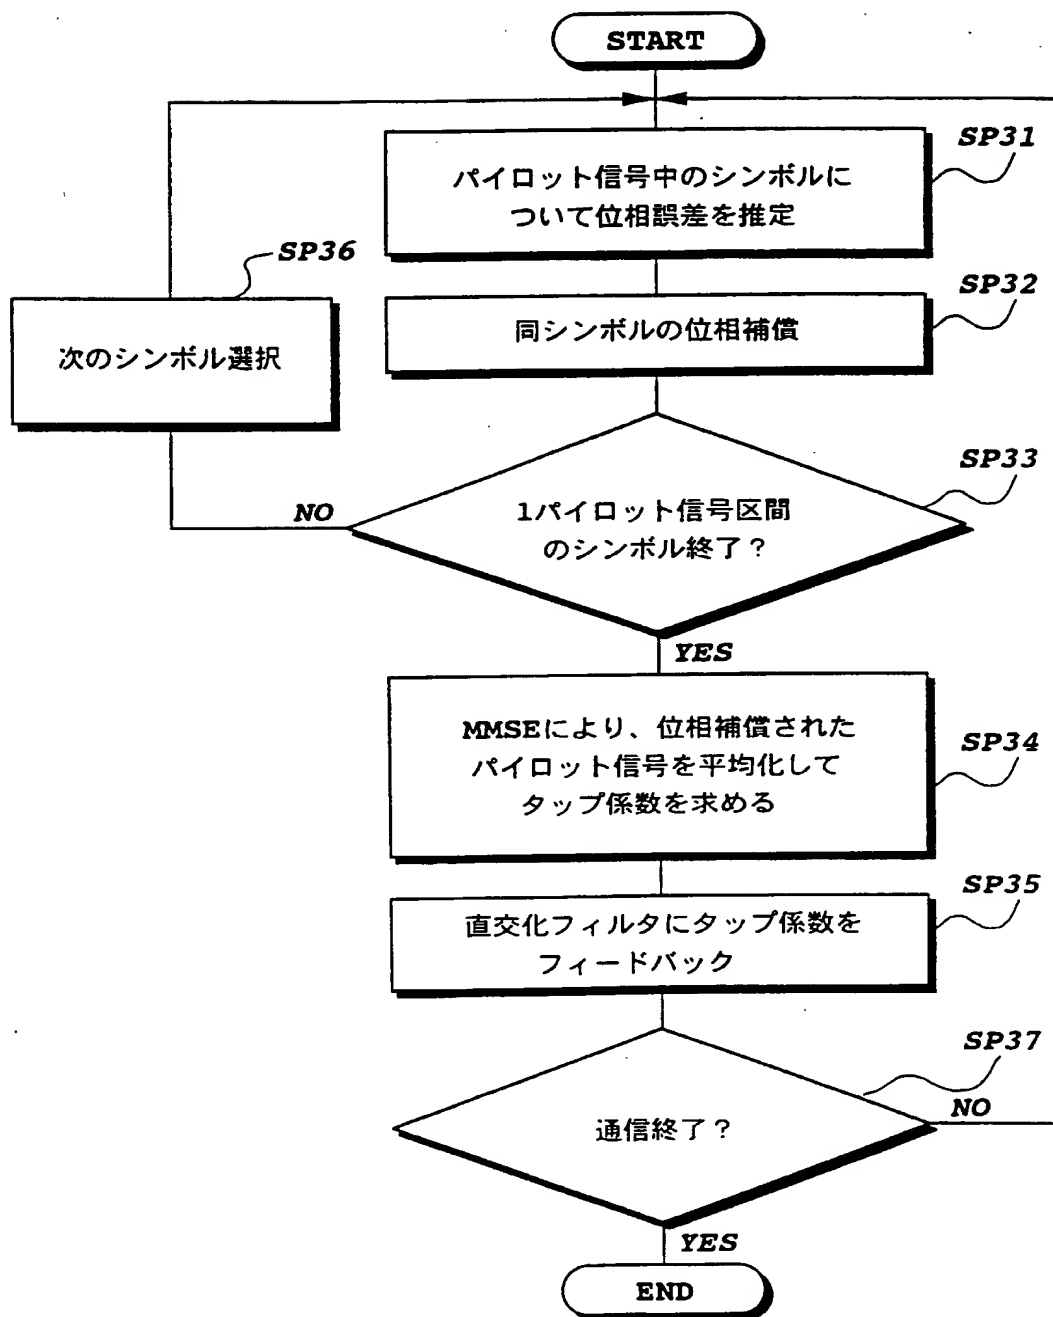 START
SP31
パイロット信号中のシンボルに
ついて位相誤差を推定
SP36
次のシンボル選択
SP32
同シンボルの位相補償
SP33
1パイロット信号区間
のシンボル終了？
NO
YES
SP34
MMSEにより、位相補償された
パイロット信号を平均化して
タップ係数を求める
SP35
直交化フィルタにタップ係数を
フィードバック
SP37
通信終了？
NO
YES
END